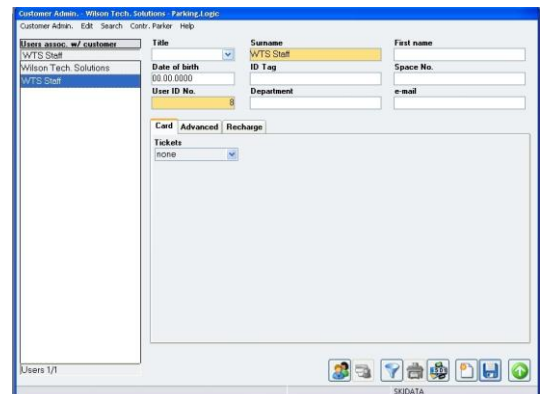 Customer Admin. - Wilson Tech. Solutions - Parking.Logic
Customer Admin. Edit Search Contr. Parker Help
Users assoc. w/ customer
WTS Staff
Wilson Tech. Solutions
WTS Staff
Title Surname First name
WTS Staff
Date of birth ID Tag Space No.
00.00.0000
User ID No. Department e-mail
8
Card Advanced Recharge
Tickets
none
Users 1/1
SKIDATA